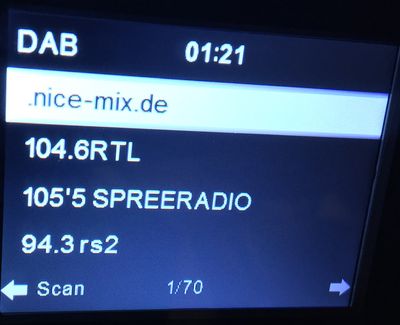 DAB 01:21
.nice-mix.de
104.6RTL
105'5 SPREERADIO
94.3 rs2
Scan 1/70